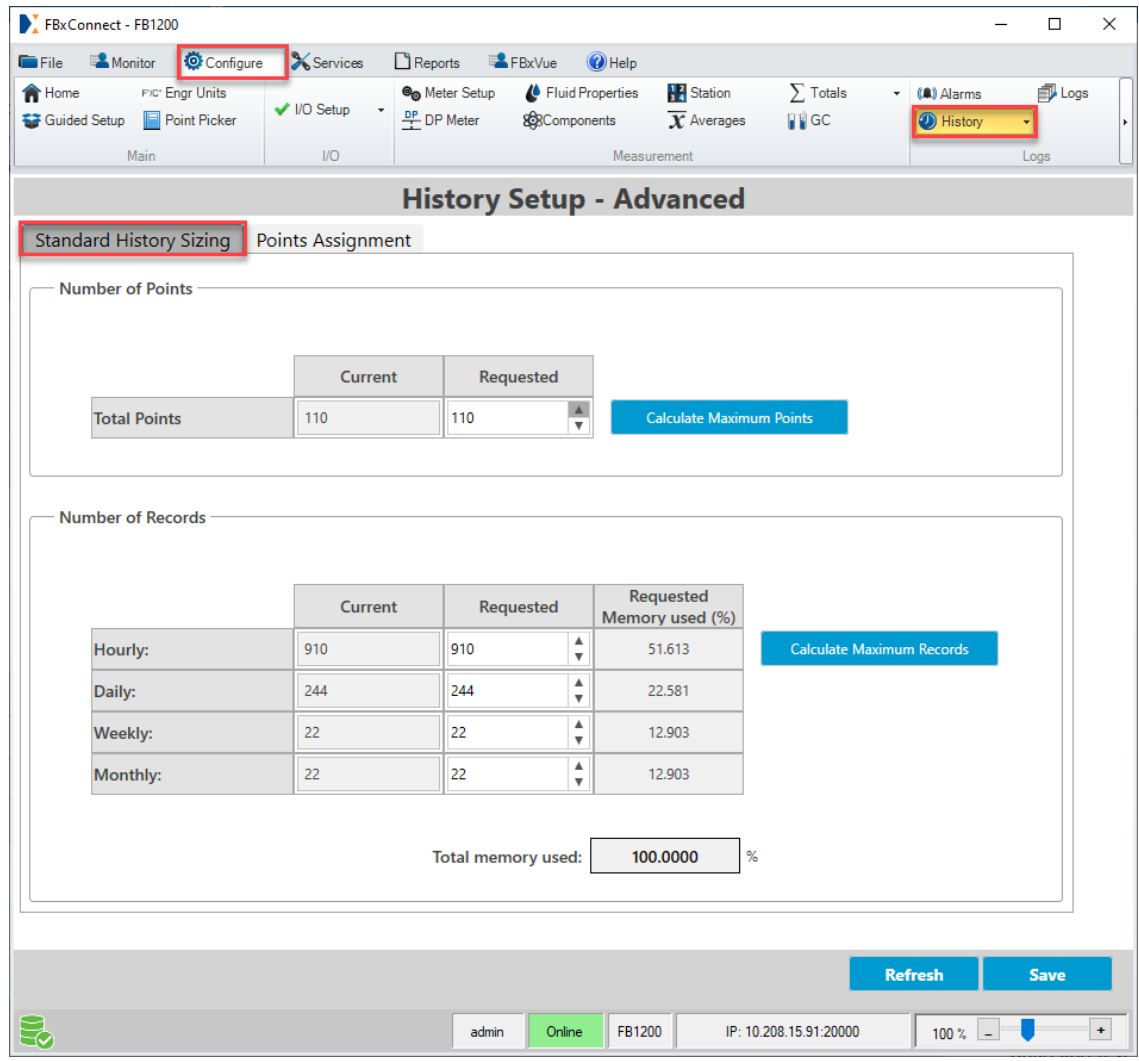 FBxConnect - FB1200
File Monitor Configure Services Reports FBxVue Help
Home F°/C° Engr Units I/O Setup Meter Setup Fluid Properties Station Totals Alarms Logs
Guided Setup Point Picker DP DP Meter Components Averages GC History
Main I/O Measurement Logs
History Setup - Advanced
Standard History Sizing Points Assignment
Number of Points
Current Requested
Total Points 110 110 Calculate Maximum Points
Number of Records
Current Requested Requested
Memory used (%)
Hourly: 910 910 51.613 Calculate Maximum Records
Daily: 244 244 22.581
Weekly: 22 22 12.903
Monthly: 22 22 12.903
Total memory used: 100.0000 %
Refresh Save
admin Online FB1200 IP: 10.208.15.91:20000 100 % - +